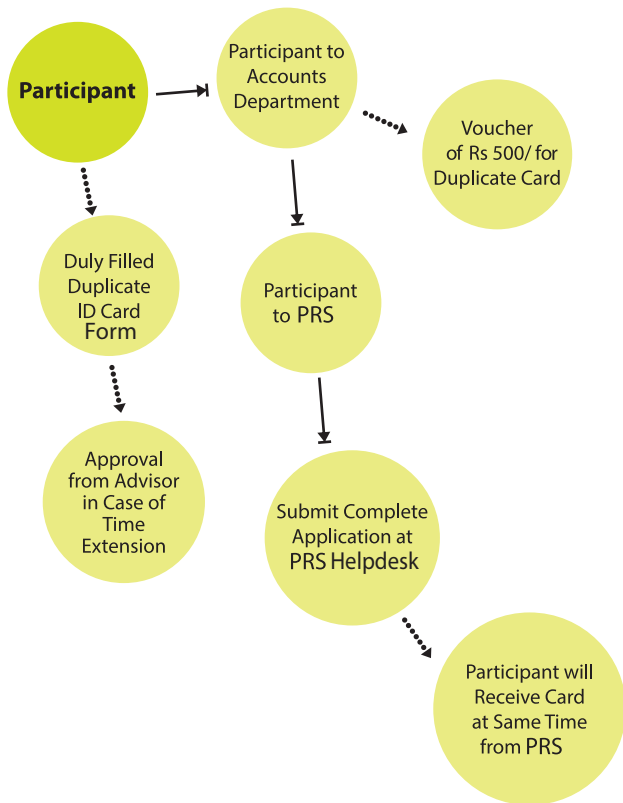 Participant
Participant to
Accounts
Department
Voucher
of Rs 500/ for
Duplicate Card
Duly Filled
Duplicate
ID Card
Form
Participant
to PRS
Approval
from Advisor
in Case of
Time
Extension
Submit Complete
Application at
PRS Helpdesk
Participant will
Receive Card
at Same Time
from PRS